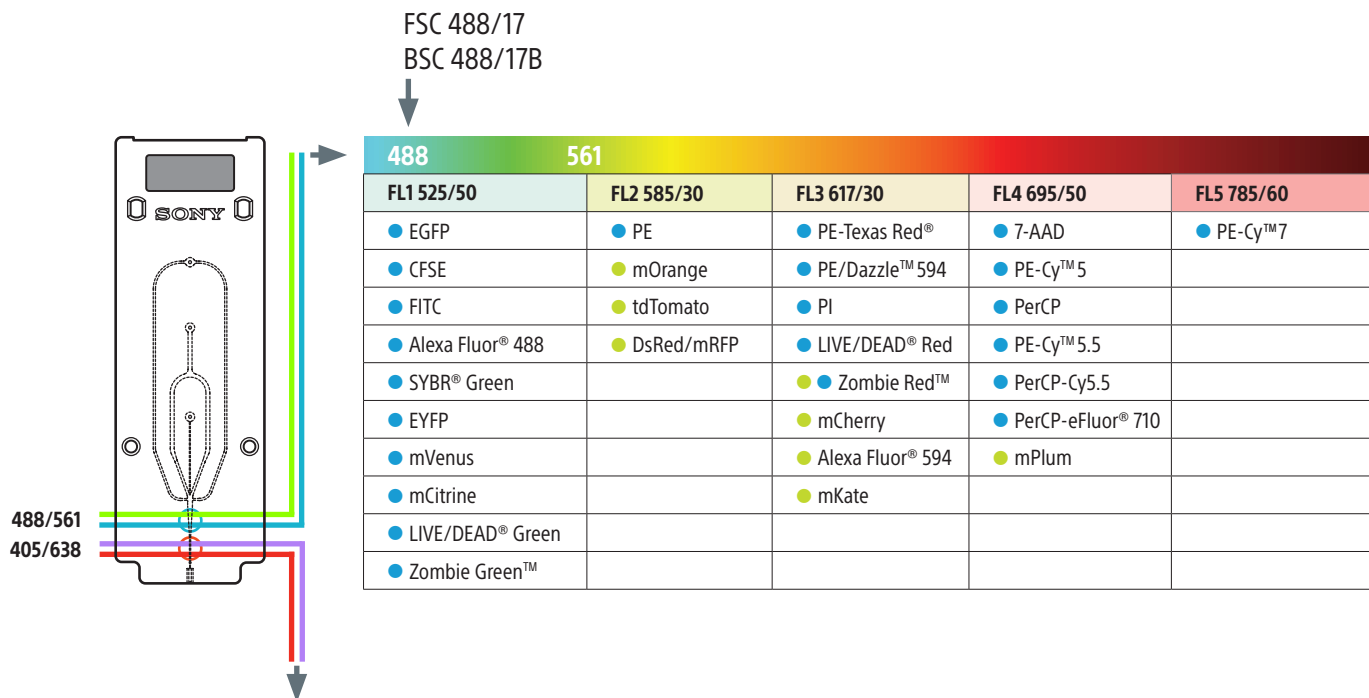 FSC 488/17
BSC 488/17B
488 561
FL1 525/50 FL2 585/30 FL3 617/30 FL4 695/50 FL5 785/60
EGFP PE PE-Texas Red® 7-AAD PE-Cy™7
CFSE mOrange PE/Dazzle™ 594 PE-Cy™5
FITC tdTomato PI PerCP
Alexa Fluor® 488 DsRed/mRFP LIVE/DEAD® Red PE-Cy™5.5
SYBR® Green Zombie Red™ PerCP-Cy5.5
EYFP mCherry PerCP-eFluor® 710
mVenus Alexa Fluor® 594 mPlum
mCitrine mKate
LIVE/DEAD® Green
Zombie Green™
SONY
488/561
405/638